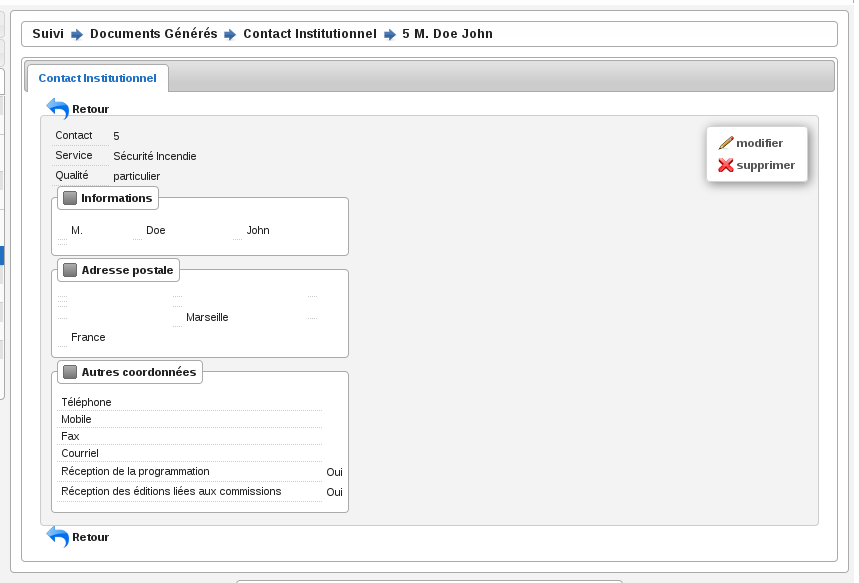 Suivi Documents Générés Contact Institutionnel 5 M. Doe John
Contact Institutionnel
Retour
Contact 5
Service Sécurité Incendie
Qualité particulier
modifier
supprimer
Informations
M. Doe John
Adresse postale
Marseille
France
Autres coordonnées
Téléphone
Mobile
Fax
Courriel
Réception de la programmation Oui
Réception des éditions liées aux commissions Oui
Retour